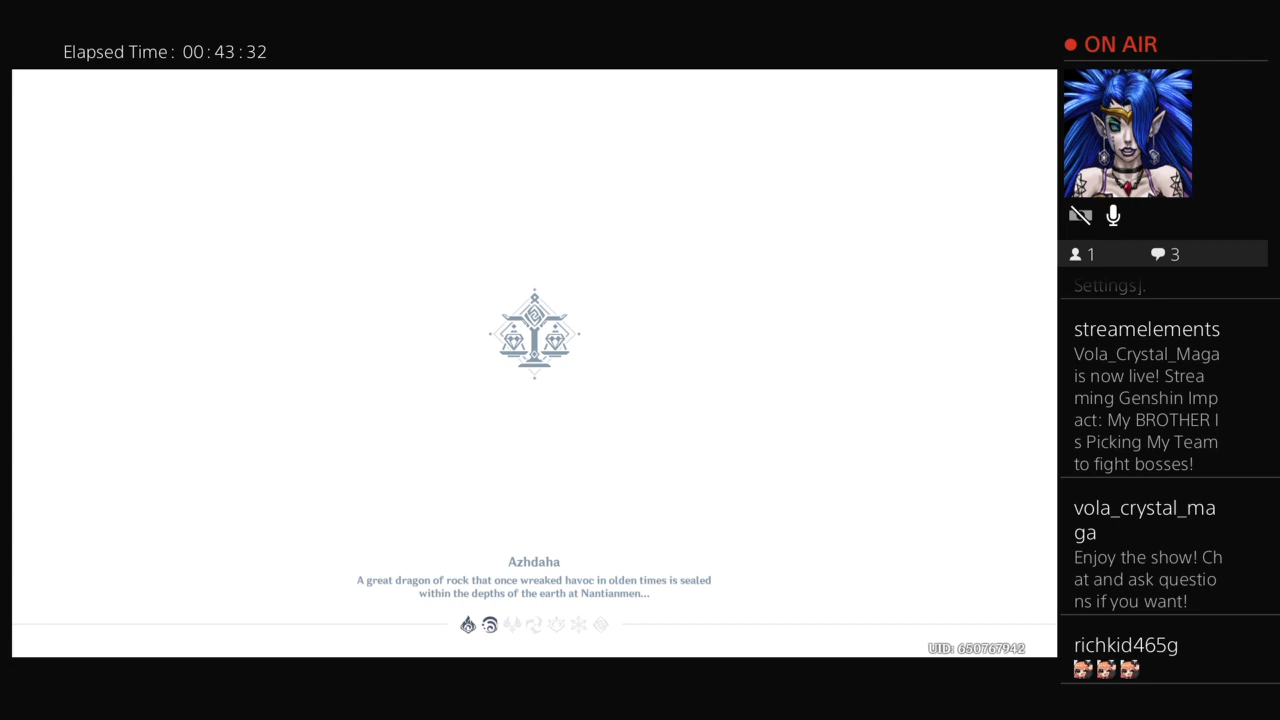 Elapsed Time: 00:43:32
ON AIR
1 3
Settings].
streamelements
Vola_Crystal_Maga
is now live! Strea
ming Genshin Imp
act: My BROTHER I
s Picking My Team
to fight bosses!
vola_crystal_ma
ga
Enjoy the show! Ch
at and ask questio
ns if you want!
richkid465g
Azhdaha
A great dragon of rock that once wreaked havoc in olden times is sealed
within the depths of the earth at Nantianmen...
UID: 650767942